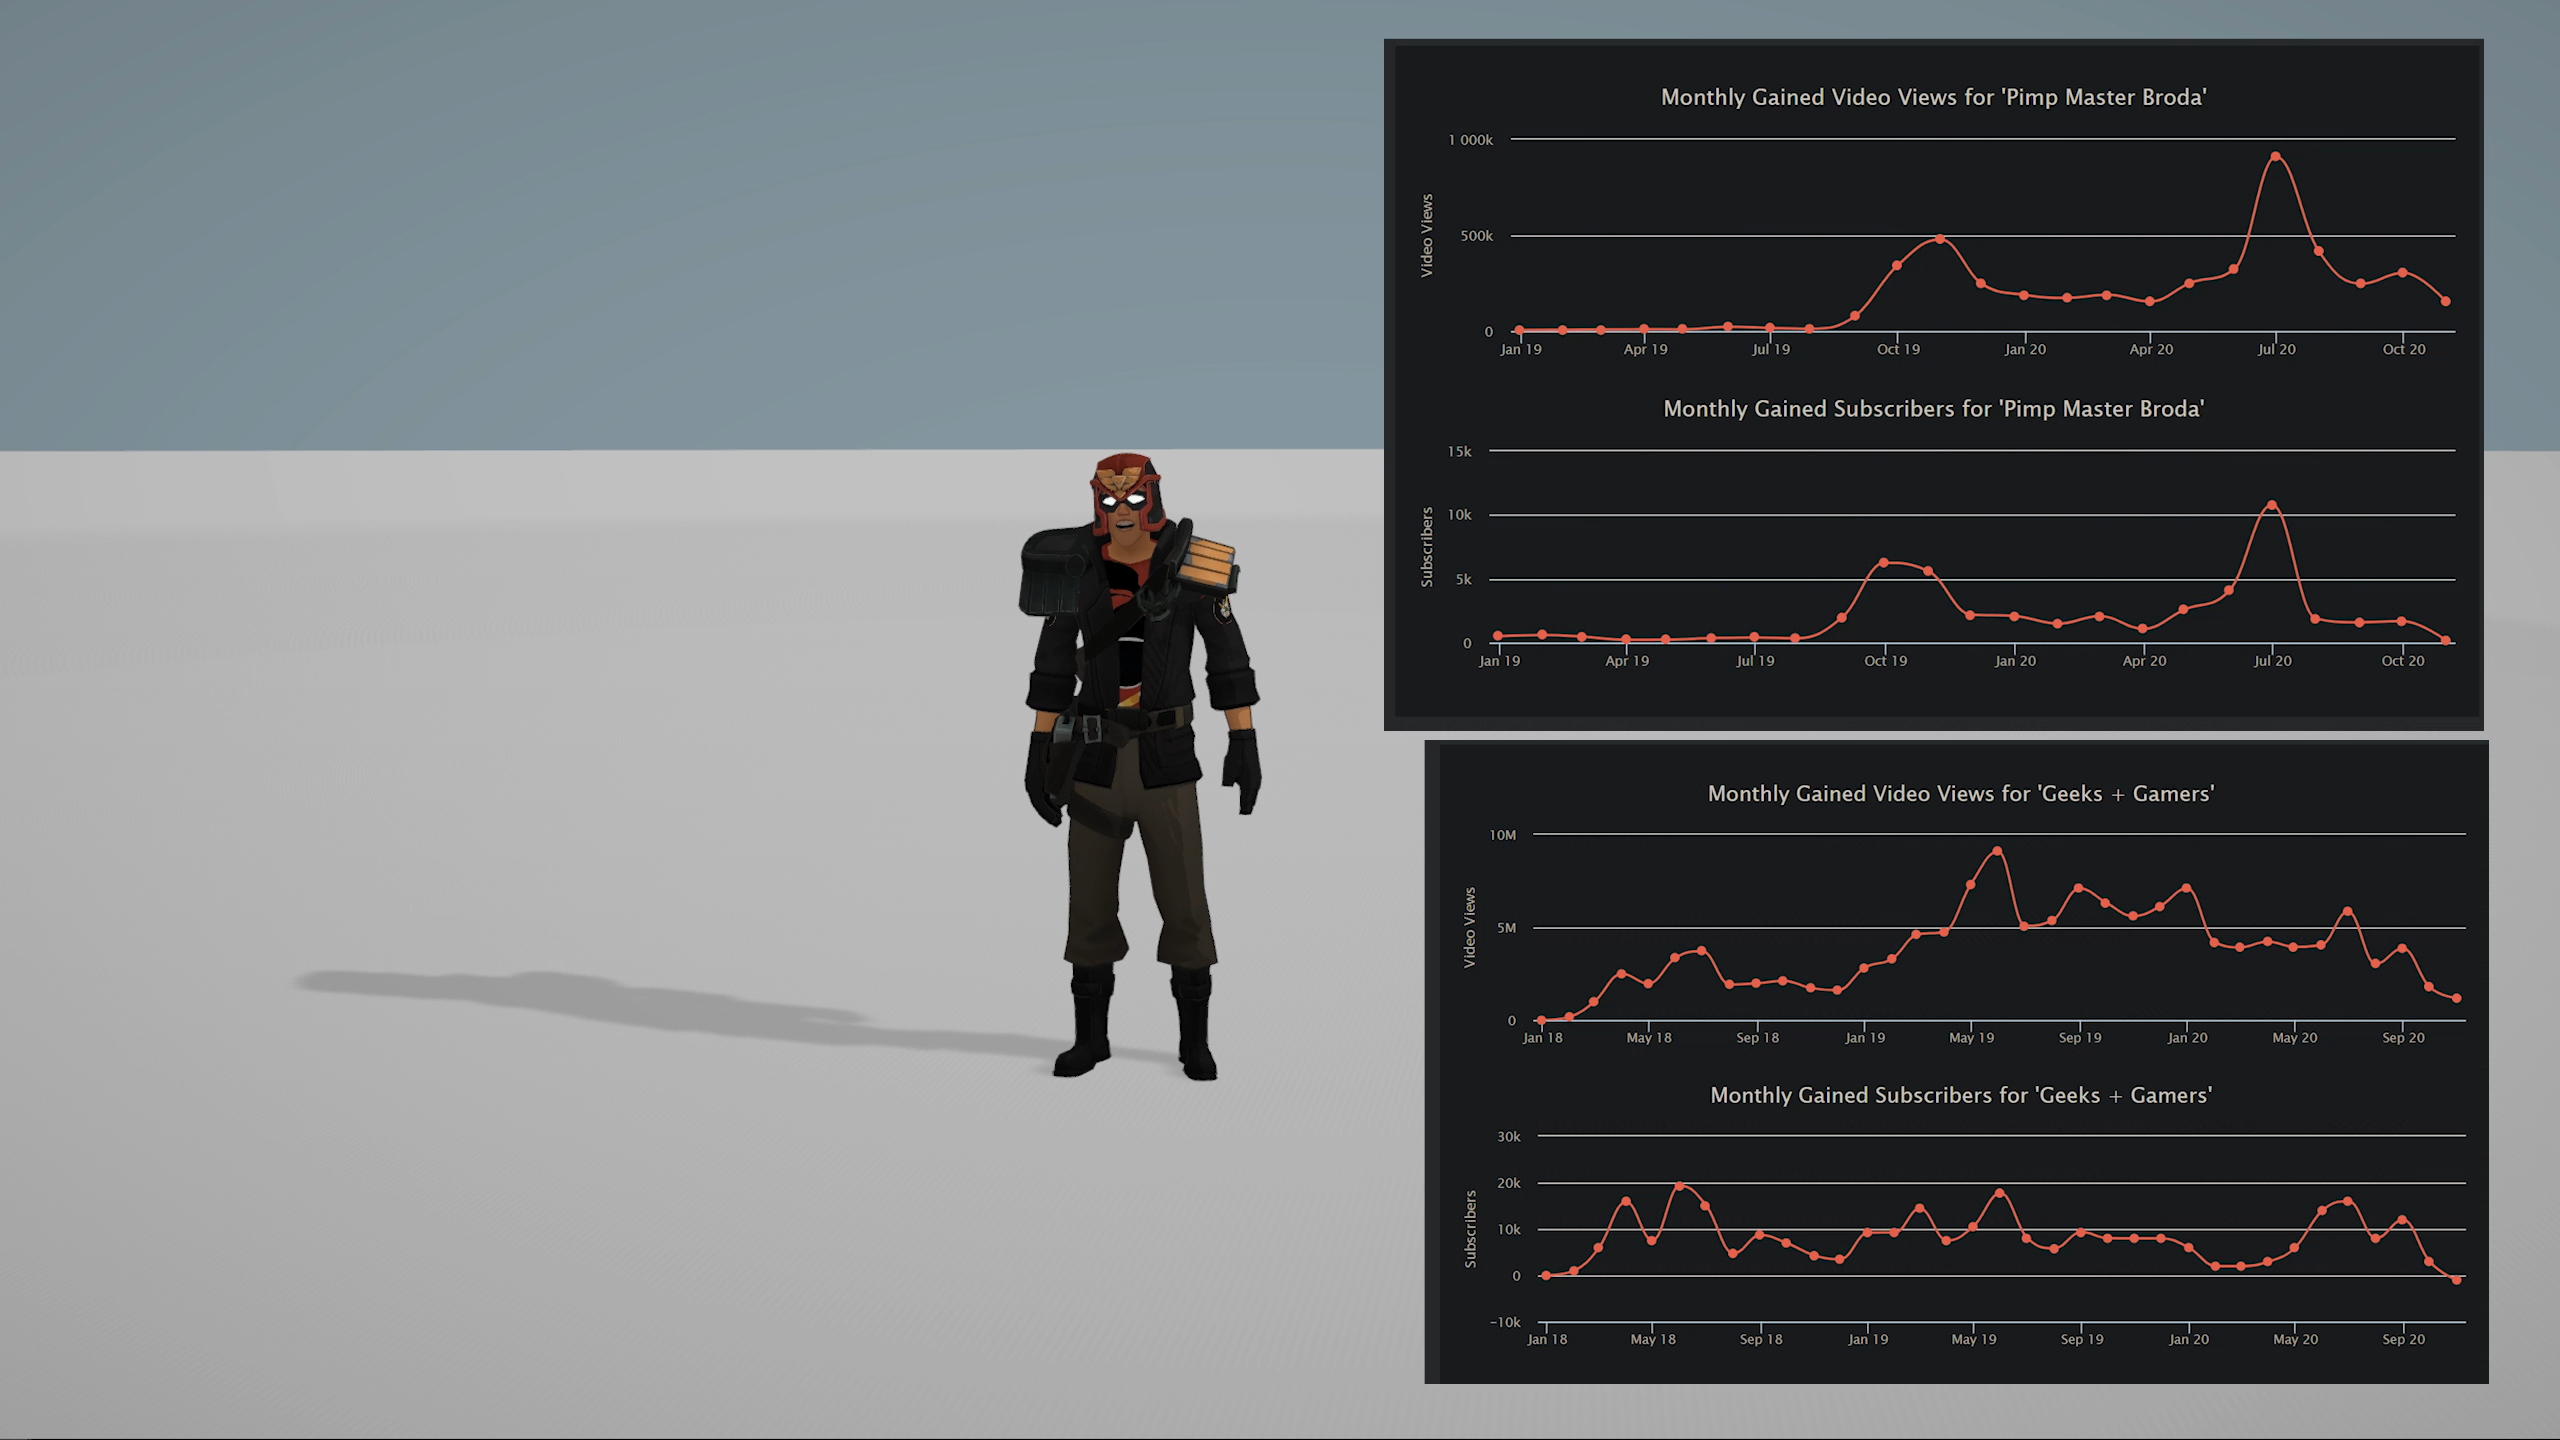 Monthly Gained Video Views for 'Pimp Master Broda'
1 000k
500k
0
Video Views
Jan 19 Apr 19 Jul 19 Oct 19 Jan 20 Apr 20 Jul 20 Oct 20
Monthly Gained Subscribers for 'Pimp Master Broda'
15k
10k
5k
0
Subscribers
Jan 19 Apr 19 Jul 19 Oct 19 Jan 20 Apr 20 Jul 20 Oct 20
Monthly Gained Video Views for 'Geeks + Gamers'
10M
5M
0
Video Views
Jan 18 May 18 Sep 18 Jan 19 May 19 Sep 19 Jan 20 May 20 Sep 20
Monthly Gained Subscribers for 'Geeks + Gamers'
30k
20k
10k
0
-10k
Subscribers
Jan 18 May 18 Sep 18 Jan 19 May 19 Sep 19 Jan 20 May 20 Sep 20